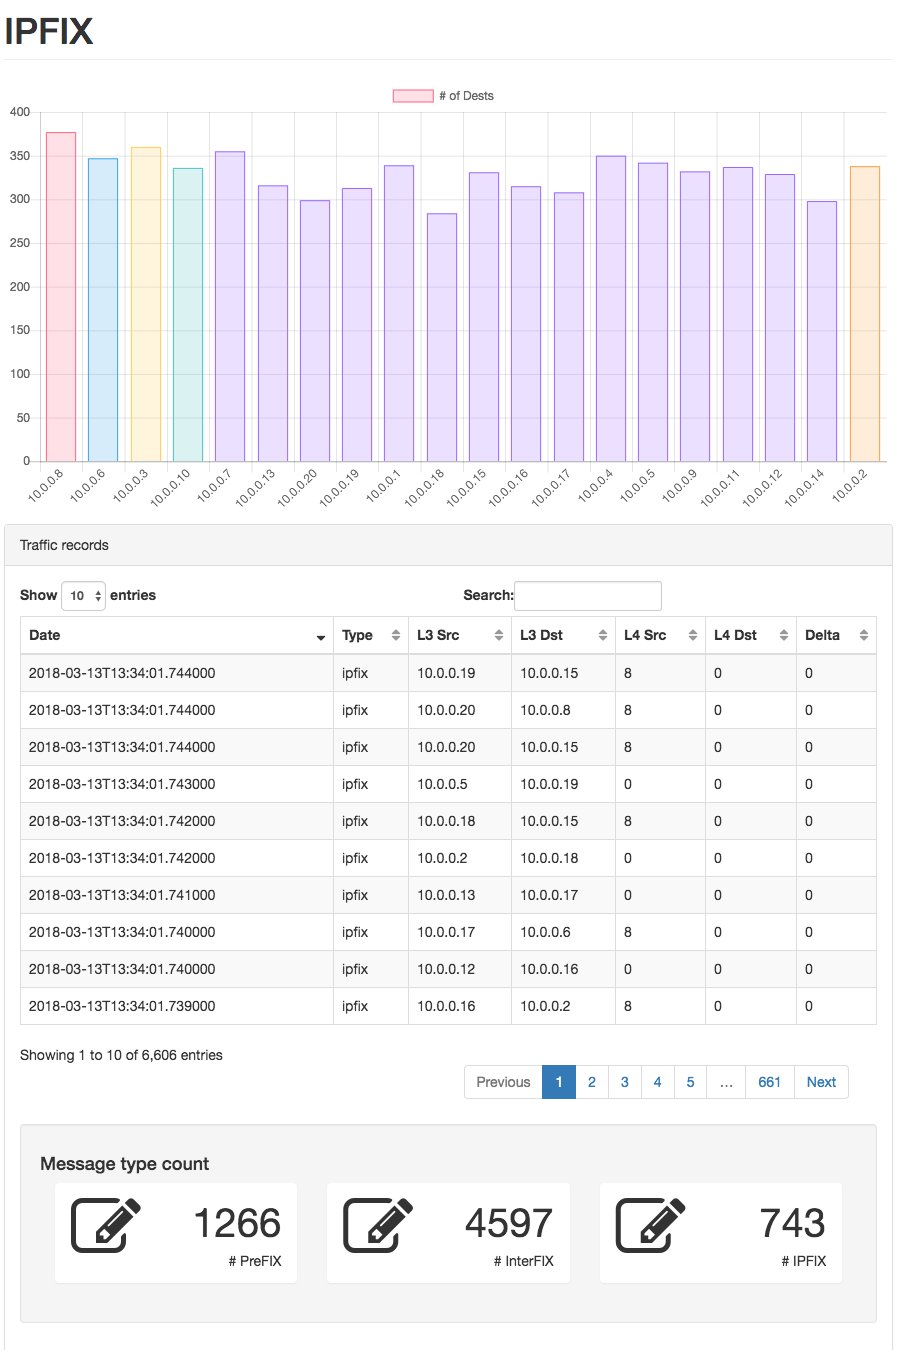 IPFIX
# of Dests
400
350
300
250
200
150
100
50
0
10.0.0.8 10.0.0.6 10.0.0.3 10.0.0.10 10.0.0.7 10.0.0.13 10.0.0.20 10.0.0.19 10.0.0.1 10.0.0.18 10.0.0.15 10.0.0.16 10.0.0.17 10.0.0.4 10.0.0.5 10.0.0.9 10.0.0.11 10.0.0.12 10.0.0.14 10.0.0.2
Traffic records
Show 10 entries Search:
Date Type L3 Src L3 Dst L4 Src L4 Dst Delta
2018-03-13T13:34:01.744000 ipfix 10.0.0.19 10.0.0.15 8 0 0
2018-03-13T13:34:01.744000 ipfix 10.0.0.20 10.0.0.8 8 0 0
2018-03-13T13:34:01.744000 ipfix 10.0.0.20 10.0.0.15 8 0 0
2018-03-13T13:34:01.743000 ipfix 10.0.0.5 10.0.0.19 0 0 0
2018-03-13T13:34:01.742000 ipfix 10.0.0.18 10.0.0.15 8 0 0
2018-03-13T13:34:01.742000 ipfix 10.0.0.2 10.0.0.18 0 0 0
2018-03-13T13:34:01.741000 ipfix 10.0.0.13 10.0.0.17 0 0 0
2018-03-13T13:34:01.740000 ipfix 10.0.0.17 10.0.0.6 8 0 0
2018-03-13T13:34:01.740000 ipfix 10.0.0.12 10.0.0.16 0 0 0
2018-03-13T13:34:01.739000 ipfix 10.0.0.16 10.0.0.2 8 0 0
Showing 1 to 10 of 6,606 entries
Previous 1 2 3 4 5 … 661 Next
Message type count
1266 4597 743
# PreFIX # InterFIX # IPFIX